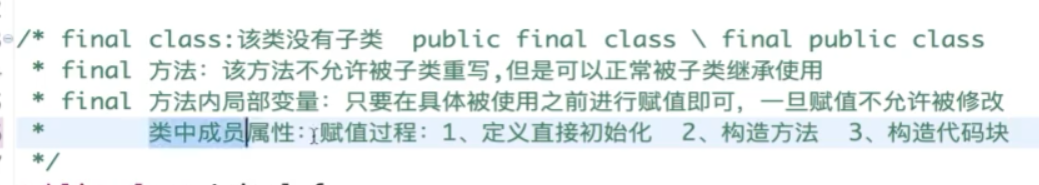 /* final class:该类没有子类  public final class \ final public class
* final 方法：该方法不允许被子类重写,但是可以正常被子类继承使用
* final 方法内局部变量：只要在具体被使用之前进行赋值即可，一旦赋值不允许被修改
*       类中成员属性：赋值过程：1、定义直接初始化  2、构造方法  3、构造代码块
*/